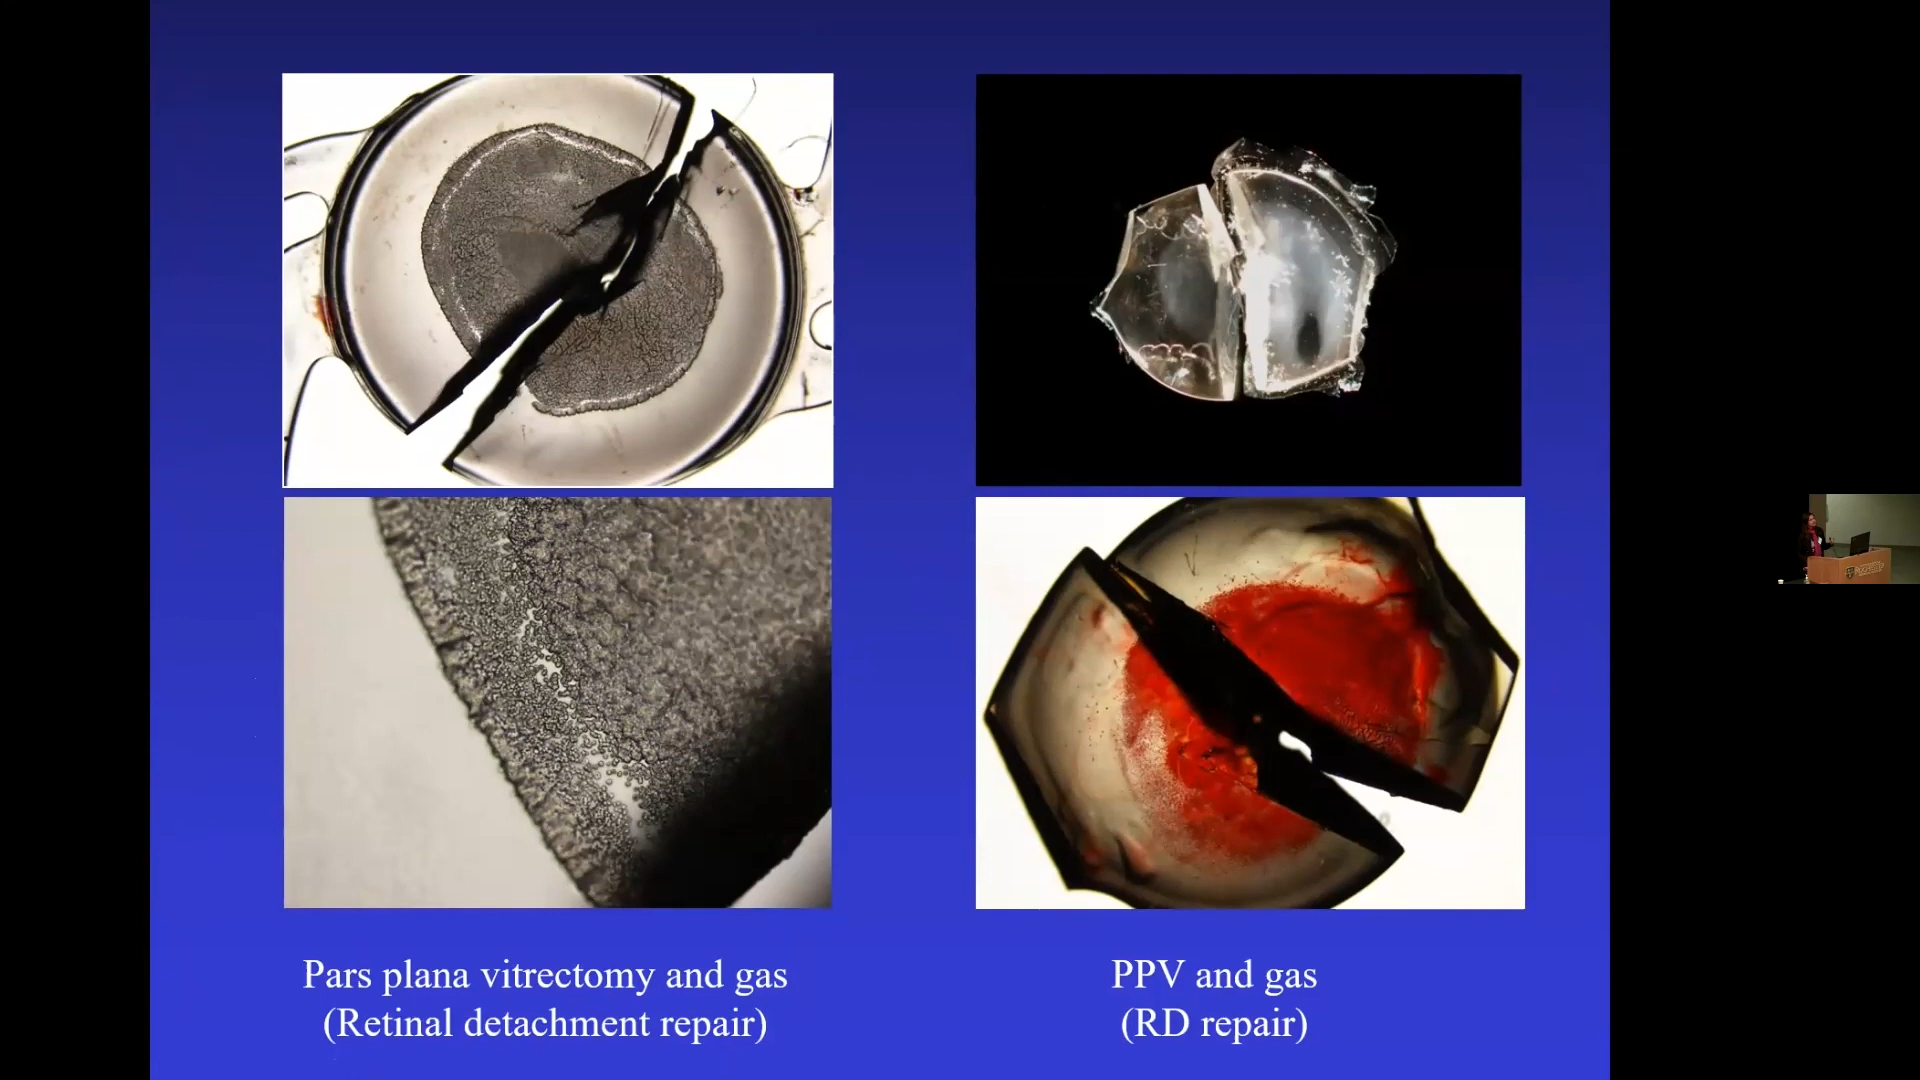 Pars plana vitrectomy and gas
(Retinal detachment repair)
PPV and gas
(RD repair)